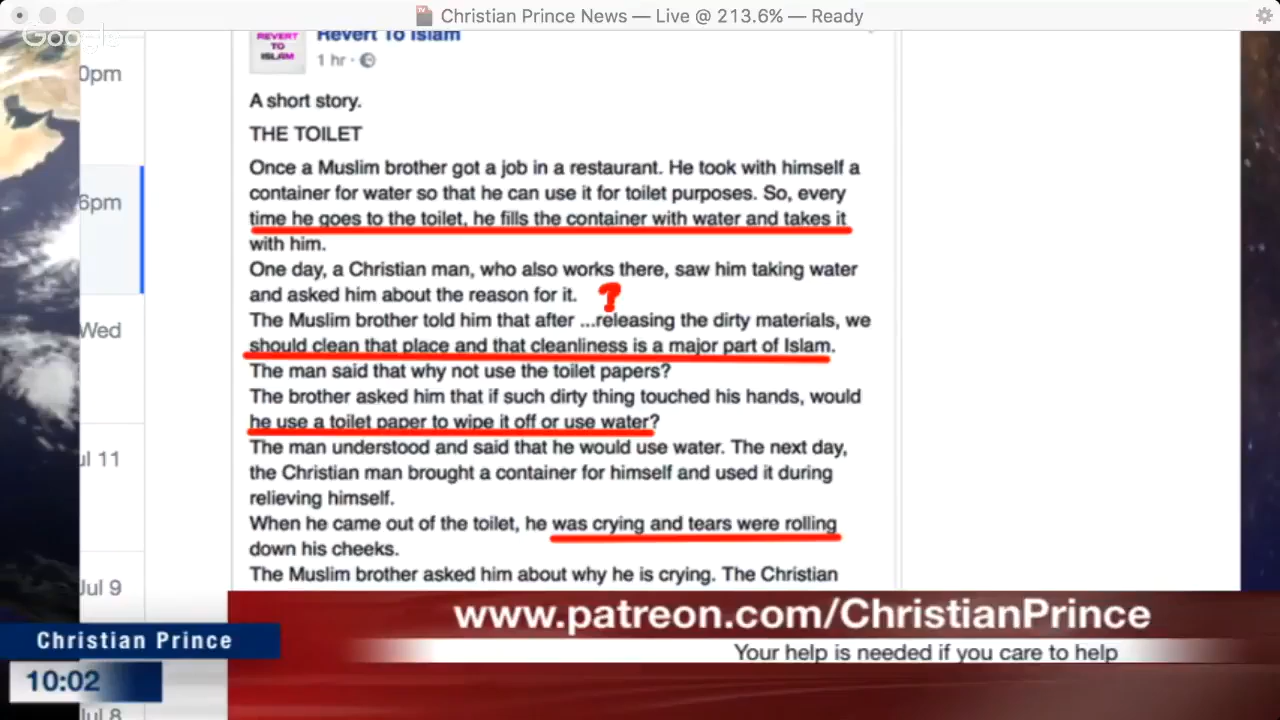 Christian Prince News — Live @ 213.6% — Ready
Google
REVERT
TO
ISLAM
Revert To Islam
1 hr ·
0pm
6pm
Wed
ul 11
Jul 9
Jul 8
A short story.
THE TOILET
Once a Muslim brother got a job in a restaurant. He took with himself a
container for water so that he can use it for toilet purposes. So, every
time he goes to the toilet, he fills the container with water and takes it
with him.
One day, a Christian man, who also works there, saw him taking water
and asked him about the reason for it. ?
The Muslim brother told him that after ...releasing the dirty materials, we
should clean that place and that cleanliness is a major part of Islam.
The man said that why not use the toilet papers?
The brother asked him that if such dirty thing touched his hands, would
he use a toilet paper to wipe it off or use water?
The man understood and said that he would use water. The next day,
the Christian man brought a container for himself and used it during
relieving himself.
When he came out of the toilet, he was crying and tears were rolling
down his cheeks.
The Muslim brother asked him about why he is crying. The Christian
www.patreon.com/ChristianPrince
Your help is needed if you care to help
Christian Prince
10:02